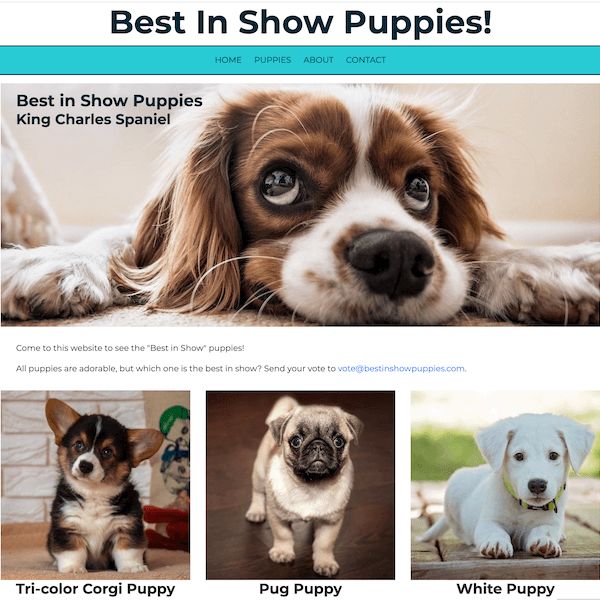 Best In Show Puppies!
HOME PUPPIES ABOUT CONTACT
Best in Show Puppies
King Charles Spaniel
Come to this website to see the "Best in Show" puppies!
All puppies are adorable, but which one is the best in show? Send your vote to vote@bestinshowpuppies.com.
Tri-color Corgi Puppy
Pug Puppy
White Puppy